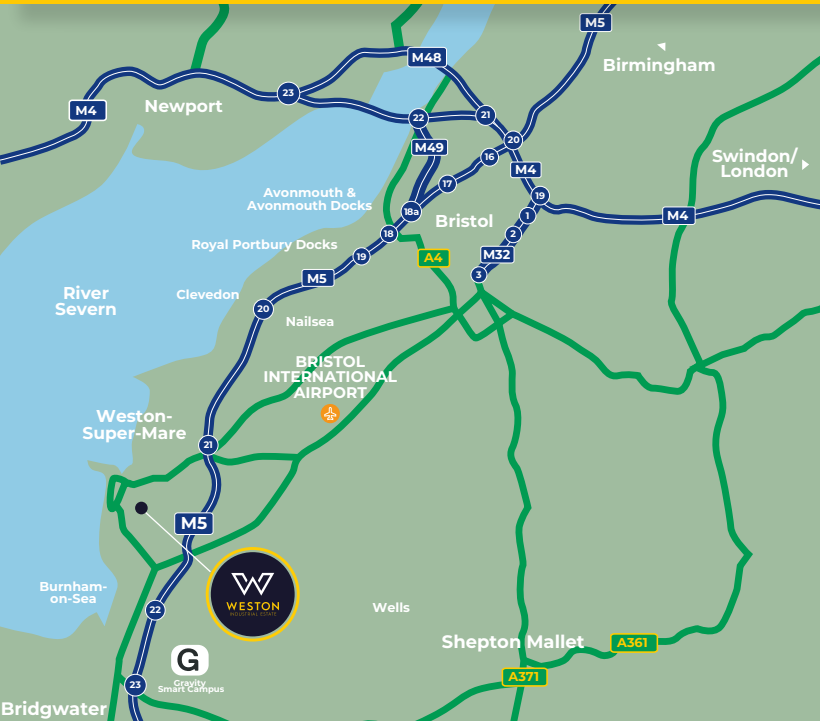 M5
M48
Birmingham
23
M4
Newport
22
21
20
M49
16
M4
Swindon/
London
17
19
Avonmouth &
Avonmouth Docks
18a
1
M4
Bristol
18
2
Royal Portbury Docks
19
A4
M32
3
M5
River
Severn
Clevedon
20
Nailsea
BRISTOL
INTERNATIONAL
AIRPORT
Weston-
Super-Mare
21
M5
Burnham-
on-Sea
W
WESTON
INDUSTRIAL ESTATE
22
Wells
Shepton Mallet
A361
G
Gravity
Smart Campus
A371
23
Bridgwater